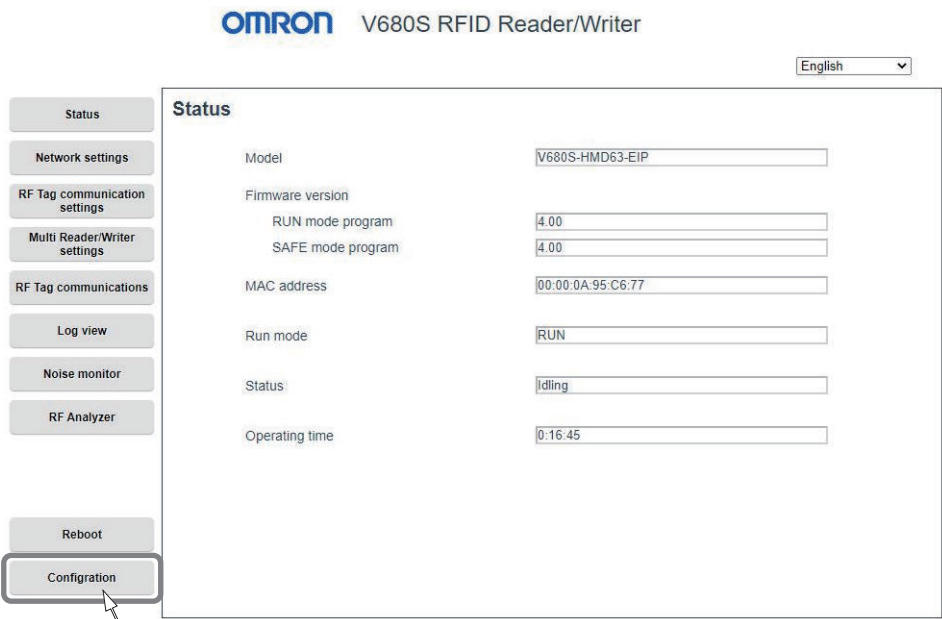 OMRON V680S RFID Reader/Writer
English
Status
Network settings
RF Tag communication
settings
Multi Reader/Writer
settings
RF Tag communications
Log view
Noise monitor
RF Analyzer
Reboot
Configration
Status
Model V680S-HMD63-EIP
Firmware version
RUN mode program 4.00
SAFE mode program 4.00
MAC address 00:00:0A:95:C6:77
Run mode RUN
Status Idling
Operating time 0:16:45